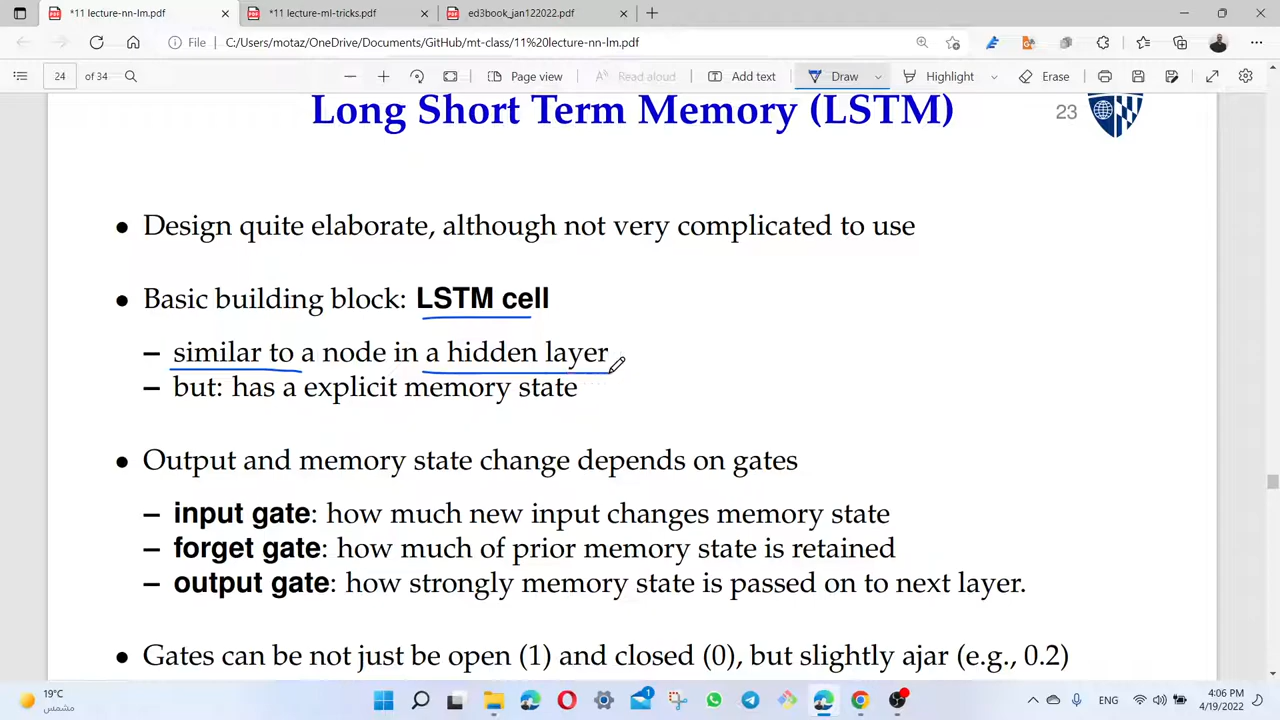 *11 lecture-nn-lm.pdf
*11 lecture-ml-tricks.pdf
ed3book_jan122022.pdf
File
C:/Users/motaz/OneDrive/Documents/GitHub/mt-class/11%20lecture-nn-lm.pdf
24 of 34
Page view
Read aloud
Add text
Draw
Highlight
Erase
Long Short Term Memory (LSTM)
23
• Design quite elaborate, although not very complicated to use
• Basic building block: LSTM cell
– similar to a node in a hidden layer
– but: has a explicit memory state
• Output and memory state change depends on gates
– input gate: how much new input changes memory state
– forget gate: how much of prior memory state is retained
– output gate: how strongly memory state is passed on to next layer.
• Gates can be not just be open (1) and closed (0), but slightly ajar (e.g., 0.2)
19°C
مشمس
1
ENG
4:06 PM
4/19/2022